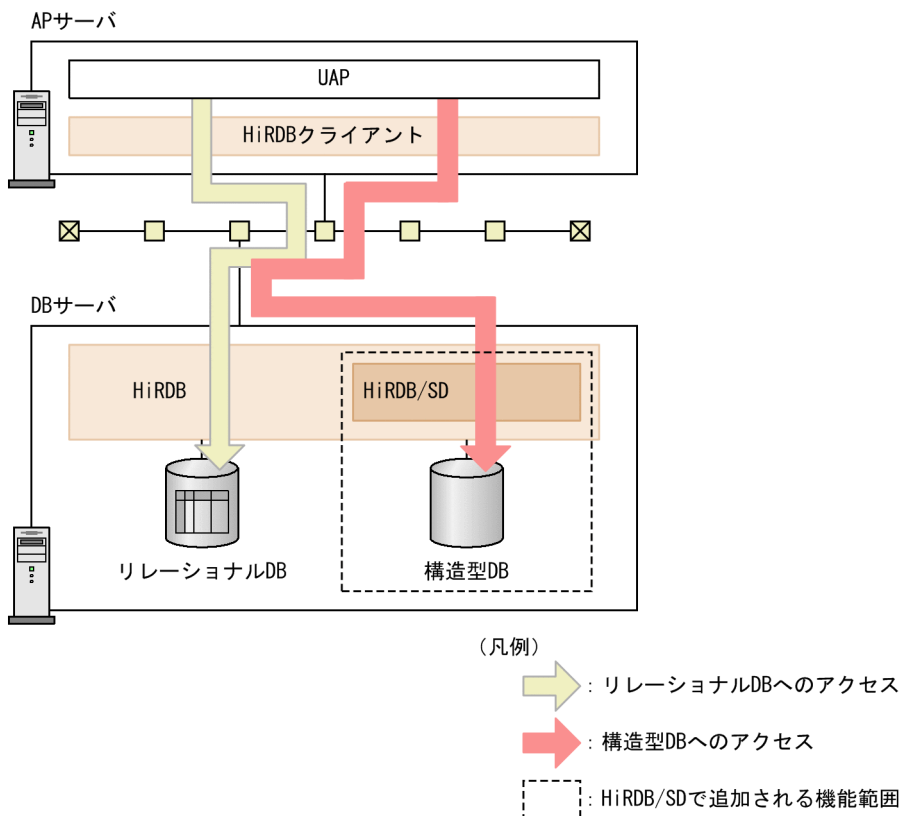 APサーバ
UAP
HiRDBクライアント
DBサーバ
HiRDB
HiRDB/SD
リレーショナルDB
構造型DB
(凡例)
: リレーショナルDBへのアクセス
: 構造型DBへのアクセス
: HiRDB/SDで追加される機能範囲